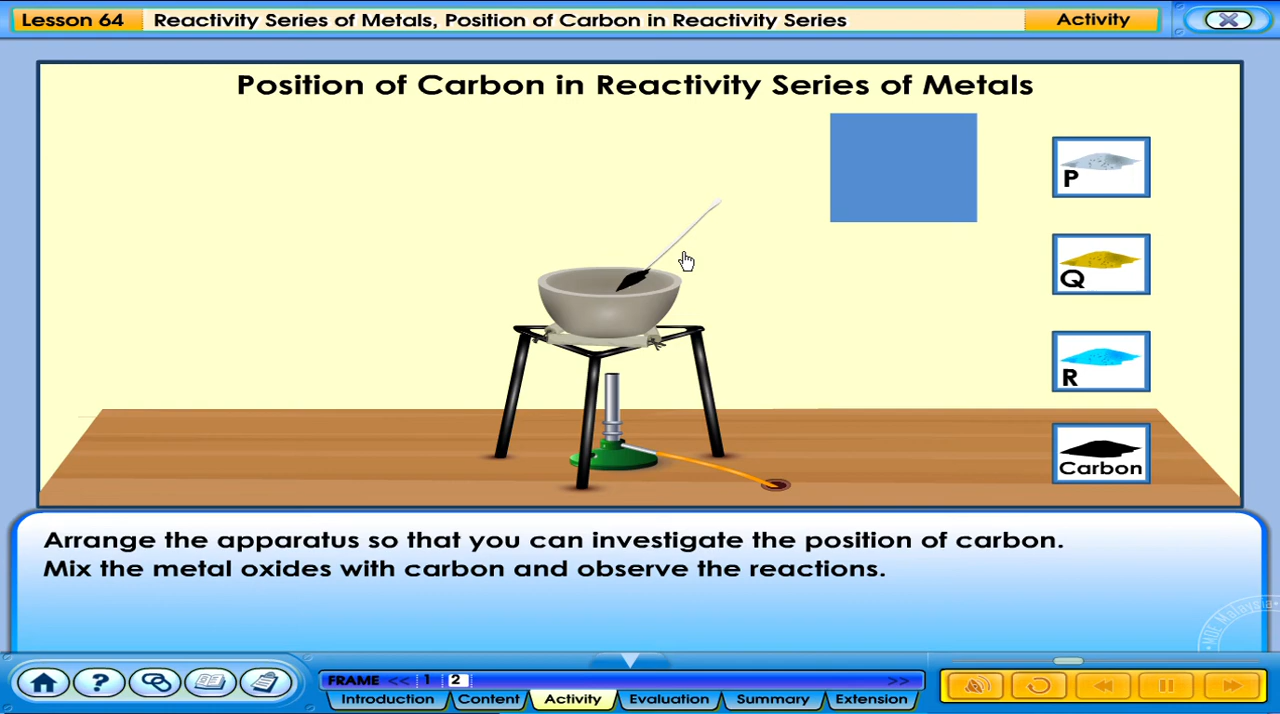 Lesson 64
Reactivity Series of Metals, Position of Carbon in Reactivity Series
Activity
Position of Carbon in Reactivity Series of Metals
P
Q
R
Carbon
Arrange the apparatus so that you can investigate the position of carbon.
Mix the metal oxides with carbon and observe the reactions.
MOE Malaysia
?
FRAME << 1 2 >>
Introduction Content Activity Evaluation Summary Extension